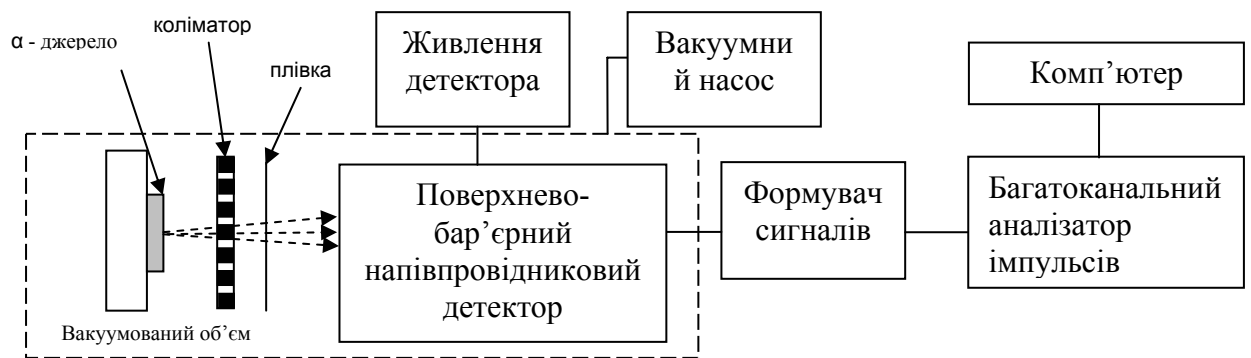 α - джерело
коліматор
плівка
Живлення
детектора
Вакуумни
й насос
Комп’ютер
Поверхнево-
бар’єрний
напівпровідниковий
детектор
Формувач
сигналів
Багатоканальний
аналізатор
імпульсів
Вакуумований об’єм